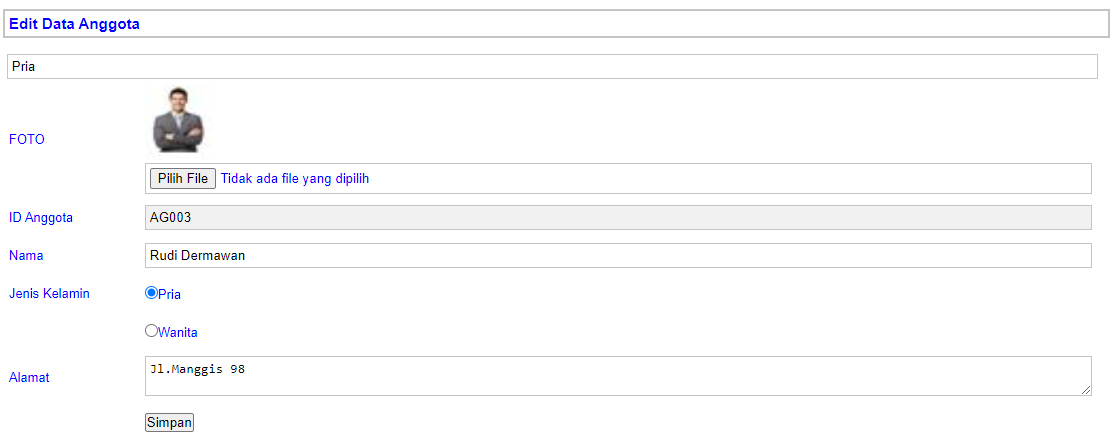 Edit Data Anggota
Pria
FOTO
Pilih File Tidak ada file yang dipilih
ID Anggota AG003
Nama Rudi Dermawan
Jenis Kelamin Pria
Wanita
Alamat Jl.Manggis 98
Simpan